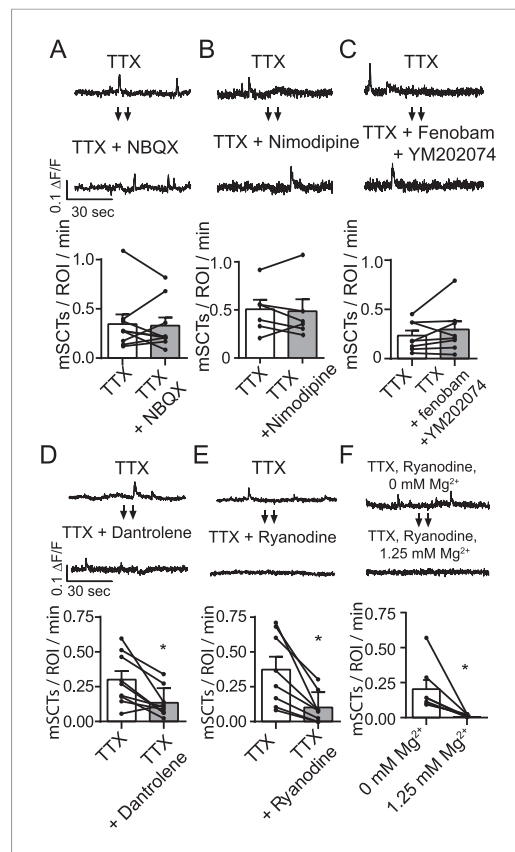 A
TTX
TTX + NBQX
0.1 ΔF/F
30 sec
mSCTs / ROI / min
1.0
0.5
0.0
TTX
TTX
+ NBQX
B
TTX
TTX + Nimodipine
mSCTs / ROI / min
1.0
0.5
0
TTX
TTX
+Nimodipine
C
TTX
TTX + Fenobam
+ YM202074
mSCTs / ROI / min
1.0
0.5
0
TTX
TTX
+ fenobam
+YM202074
D
TTX
TTX + Dantrolene
0.1 ΔF/F
30 sec
mSCTs / ROI / min
0.75
0.50
0.25
0.00
*
TTX
TTX
+ Dantrolene
E
TTX
TTX + Ryanodine
mSCTs / ROI / min
0.75
0.50
0.25
0.00
*
TTX
TTX
+ Ryanodine
F
TTX, Ryanodine,
0 mM Mg²⁺
TTX, Ryanodine,
1.25 mM Mg²⁺
mSCTs / ROI / min
0.75
0.50
0.25
0.00
*
0 mM Mg²⁺
1.25 mM Mg²⁺